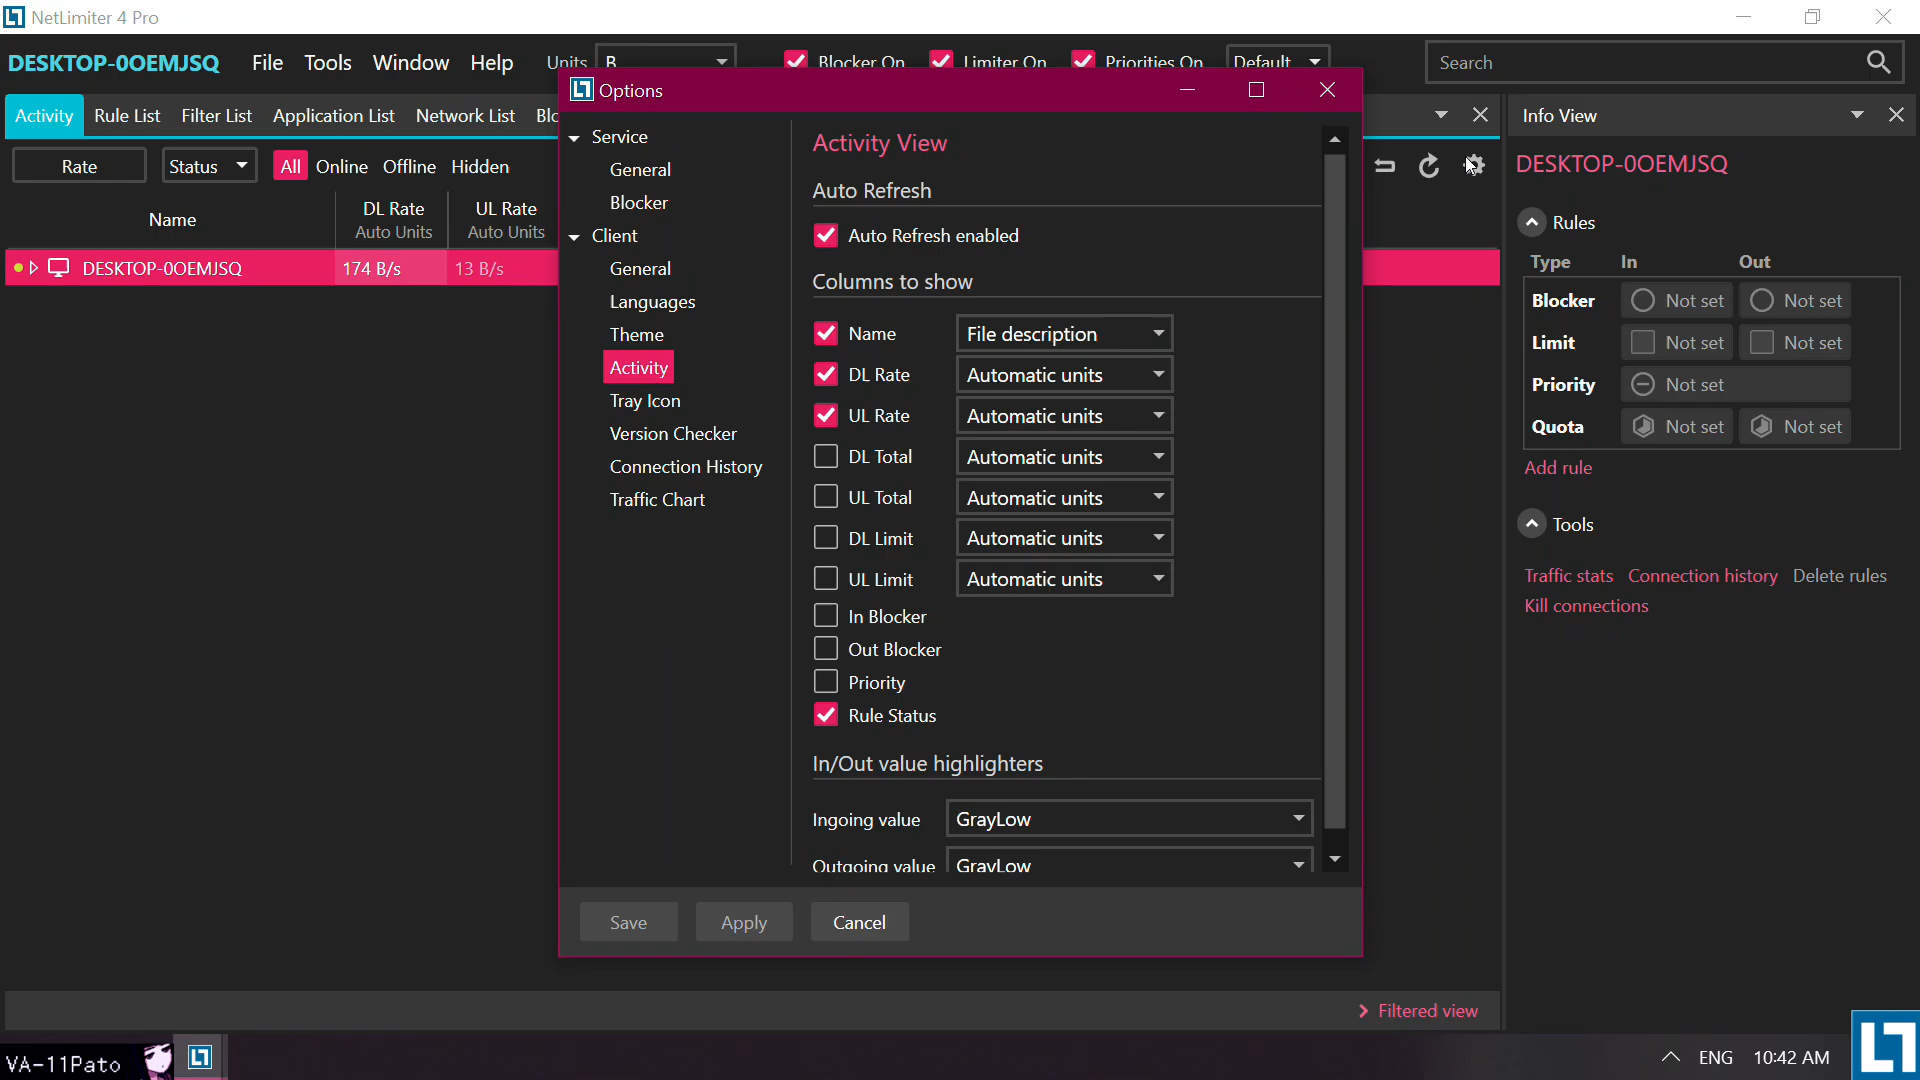 NetLimiter 4 Pro
DESKTOP-0OEMJSQ File Tools Window Help Units B Blocker On Limiter On Priorities On Default Search
Options
Activity Rule List Filter List Application List Network List Blo
Info View
Rate Status All Online Offline Hidden
DESKTOP-0OEMJSQ
Name DL Rate UL Rate
Auto Units Auto Units
DESKTOP-0OEMJSQ 174 B/s 13 B/s
Service
General
Blocker
Client
General
Languages
Theme
Activity
Tray Icon
Version Checker
Connection History
Traffic Chart
Activity View
Auto Refresh
Auto Refresh enabled
Columns to show
Name File description
DL Rate Automatic units
UL Rate Automatic units
DL Total Automatic units
UL Total Automatic units
DL Limit Automatic units
UL Limit Automatic units
In Blocker
Out Blocker
Priority
Rule Status
In/Out value highlighters
Ingoing value GrayLow
Outgoing value GrayLow
Save Apply Cancel
Rules
Type In Out
Blocker Not set Not set
Limit Not set Not set
Priority Not set
Quota Not set Not set
Add rule
Tools
Traffic stats Connection history Delete rules
Kill connections
Filtered view
VA-11Pato
ENG 10:42 AM